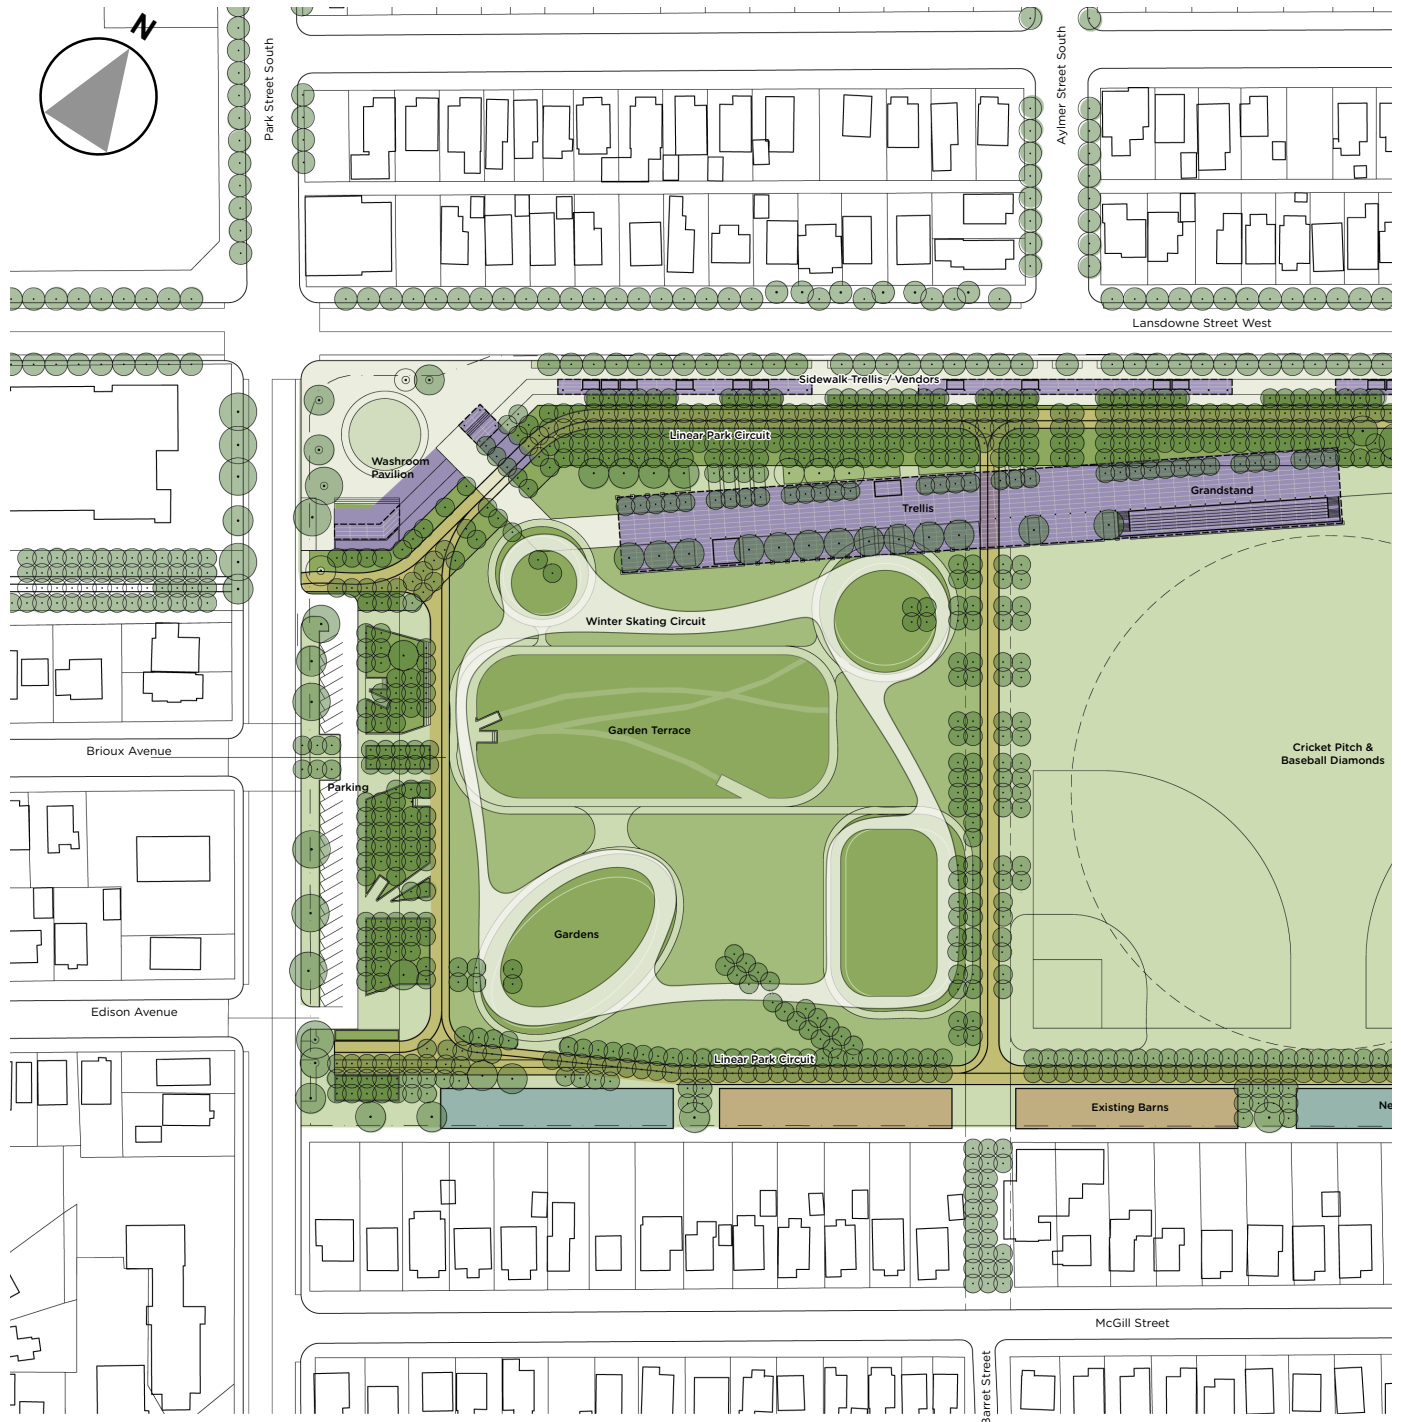 N
Park Street South
Aylmer Street South
Lansdowne Street West
Sidewalk Trellis / Vendors
Linear Park Circuit
Washroom
Pavilion
Grandstand
Trellis
Winter Skating Circuit
Garden Terrace
Brioux Avenue
Cricket Pitch &
Baseball Diamonds
Parking
Gardens
Edison Avenue
Linear Park Circuit
Existing Barns
Ne
McGill Street
Barret Street